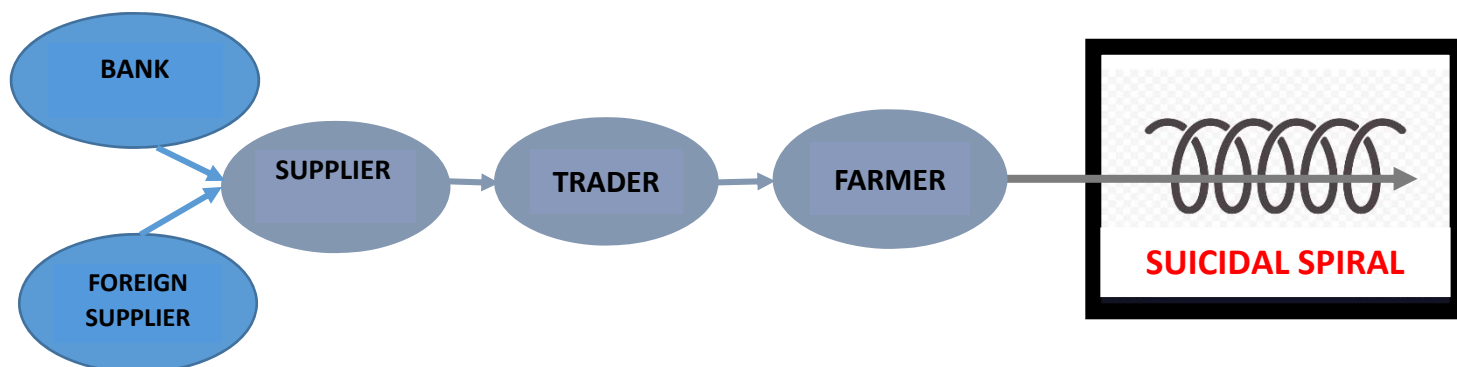 BANK
FOREIGN
SUPPLIER
SUPPLIER
TRADER
FARMER
SUICIDAL SPIRAL